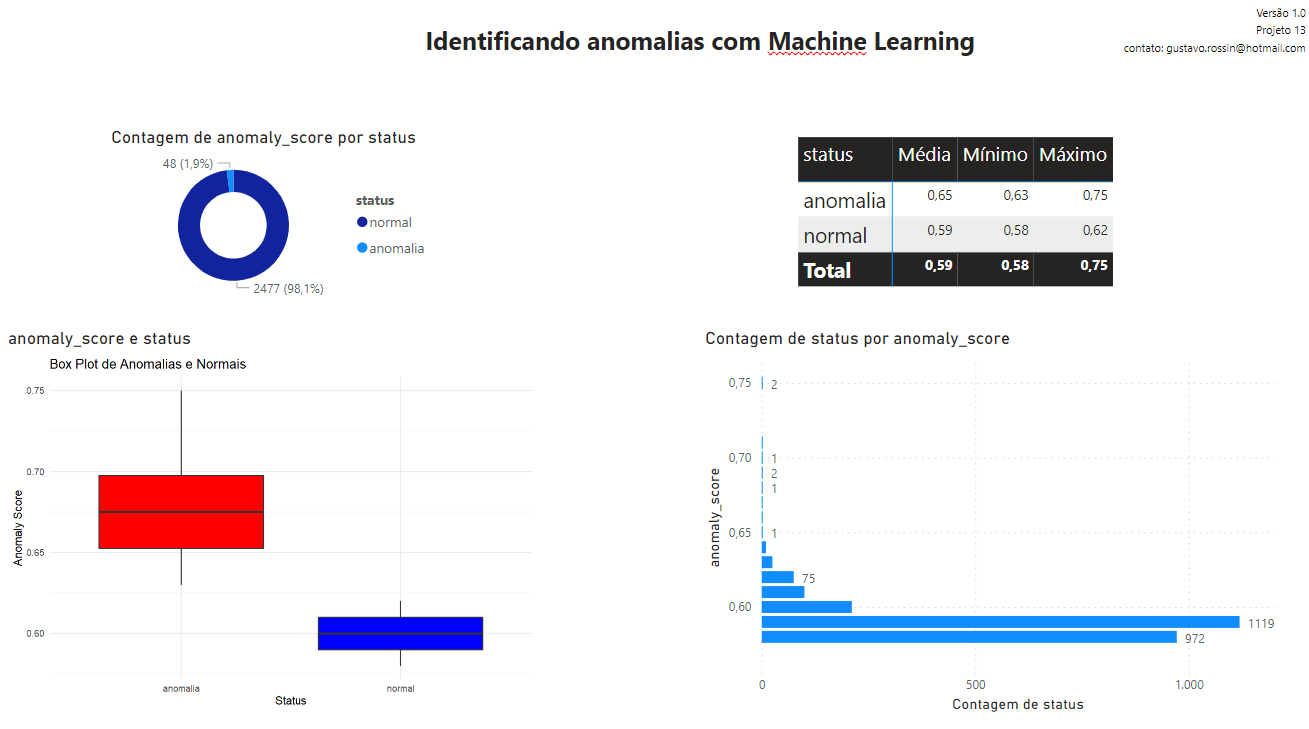 Identificando anomalias com Machine Learning
Versão 1.0
Projeto 13
contato: gustavo.rossin@hotmail.com
Contagem de anomaly_score por status
48 (1,9%)
2477 (98,1%)
status
normal
anomalia
status Média Mínimo Máximo
anomalia 0,65 0,63 0,75
normal 0,59 0,58 0,62
Total 0,59 0,58 0,75
anomaly_score e status
Box Plot de Anomalias e Normais
Anomaly Score
0.75
0.70
0.65
0.60
anomalia normal
Status
Contagem de status por anomaly_score
anomaly_score
0,75 2
0,70 1
2
1
0,65 1
75
0,60
1119
972
0 500 1.000
Contagem de status